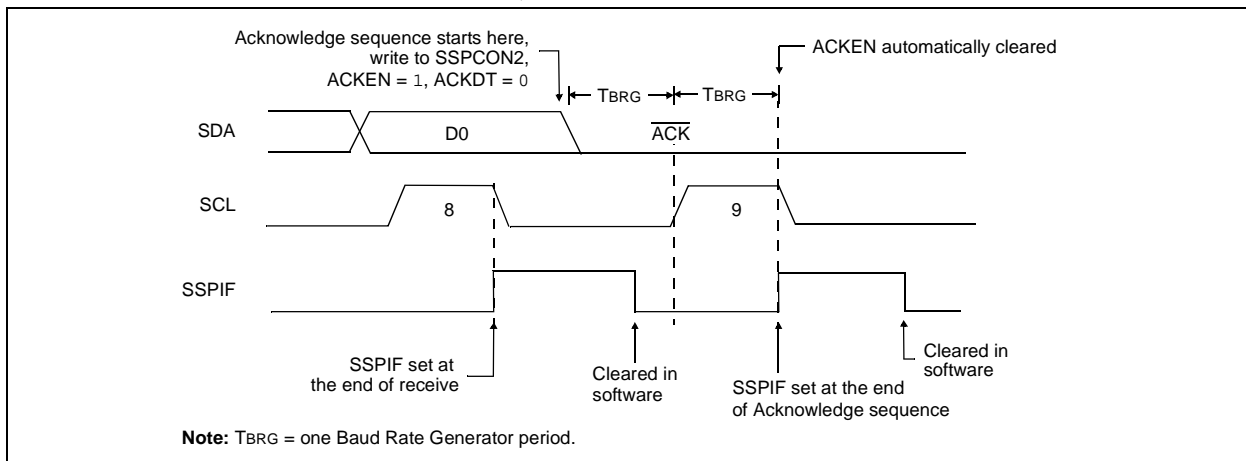 Acknowledge sequence starts here,
write to SSPCON2,
ACKEN = 1, ACKDT = 0
ACKEN automatically cleared
TBRG
TBRG
SDA
D0
ACK
SCL
8
9
SSPIF
SSPIF set at
the end of receive
Cleared in
software
SSPIF set at the end
of Acknowledge sequence
Cleared in
software
Note: TBRG = one Baud Rate Generator period.